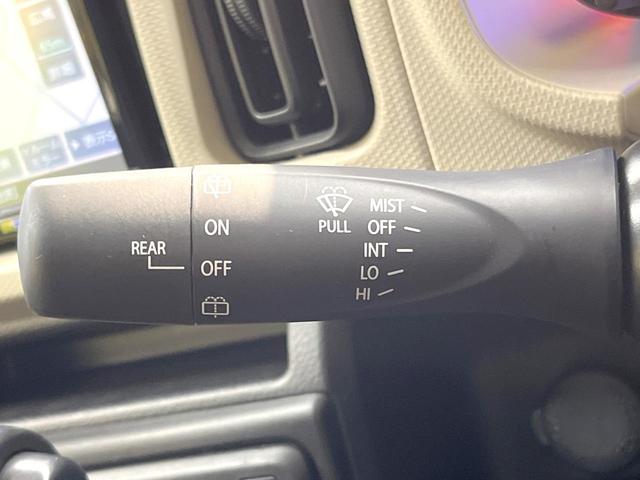 REAR
ON
OFF
PULL
MIST
OFF
INT
LO
HI